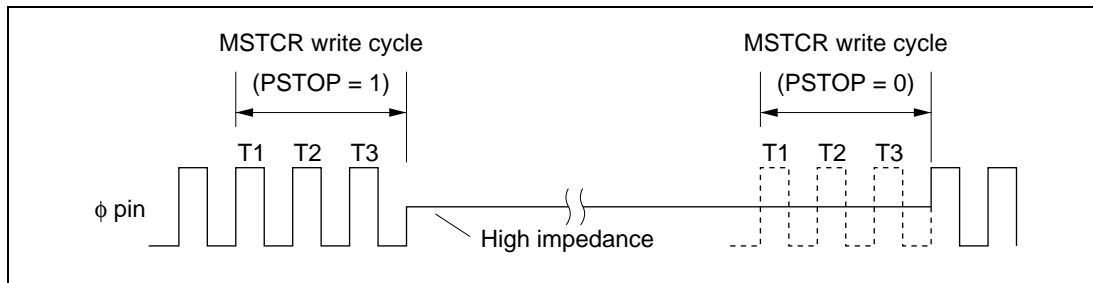 MSTCR write cycle MSTCR write cycle
(PSTOP = 1) (PSTOP = 0)
T1 T2 T3 T1 T2 T3
ϕ pin
High impedance